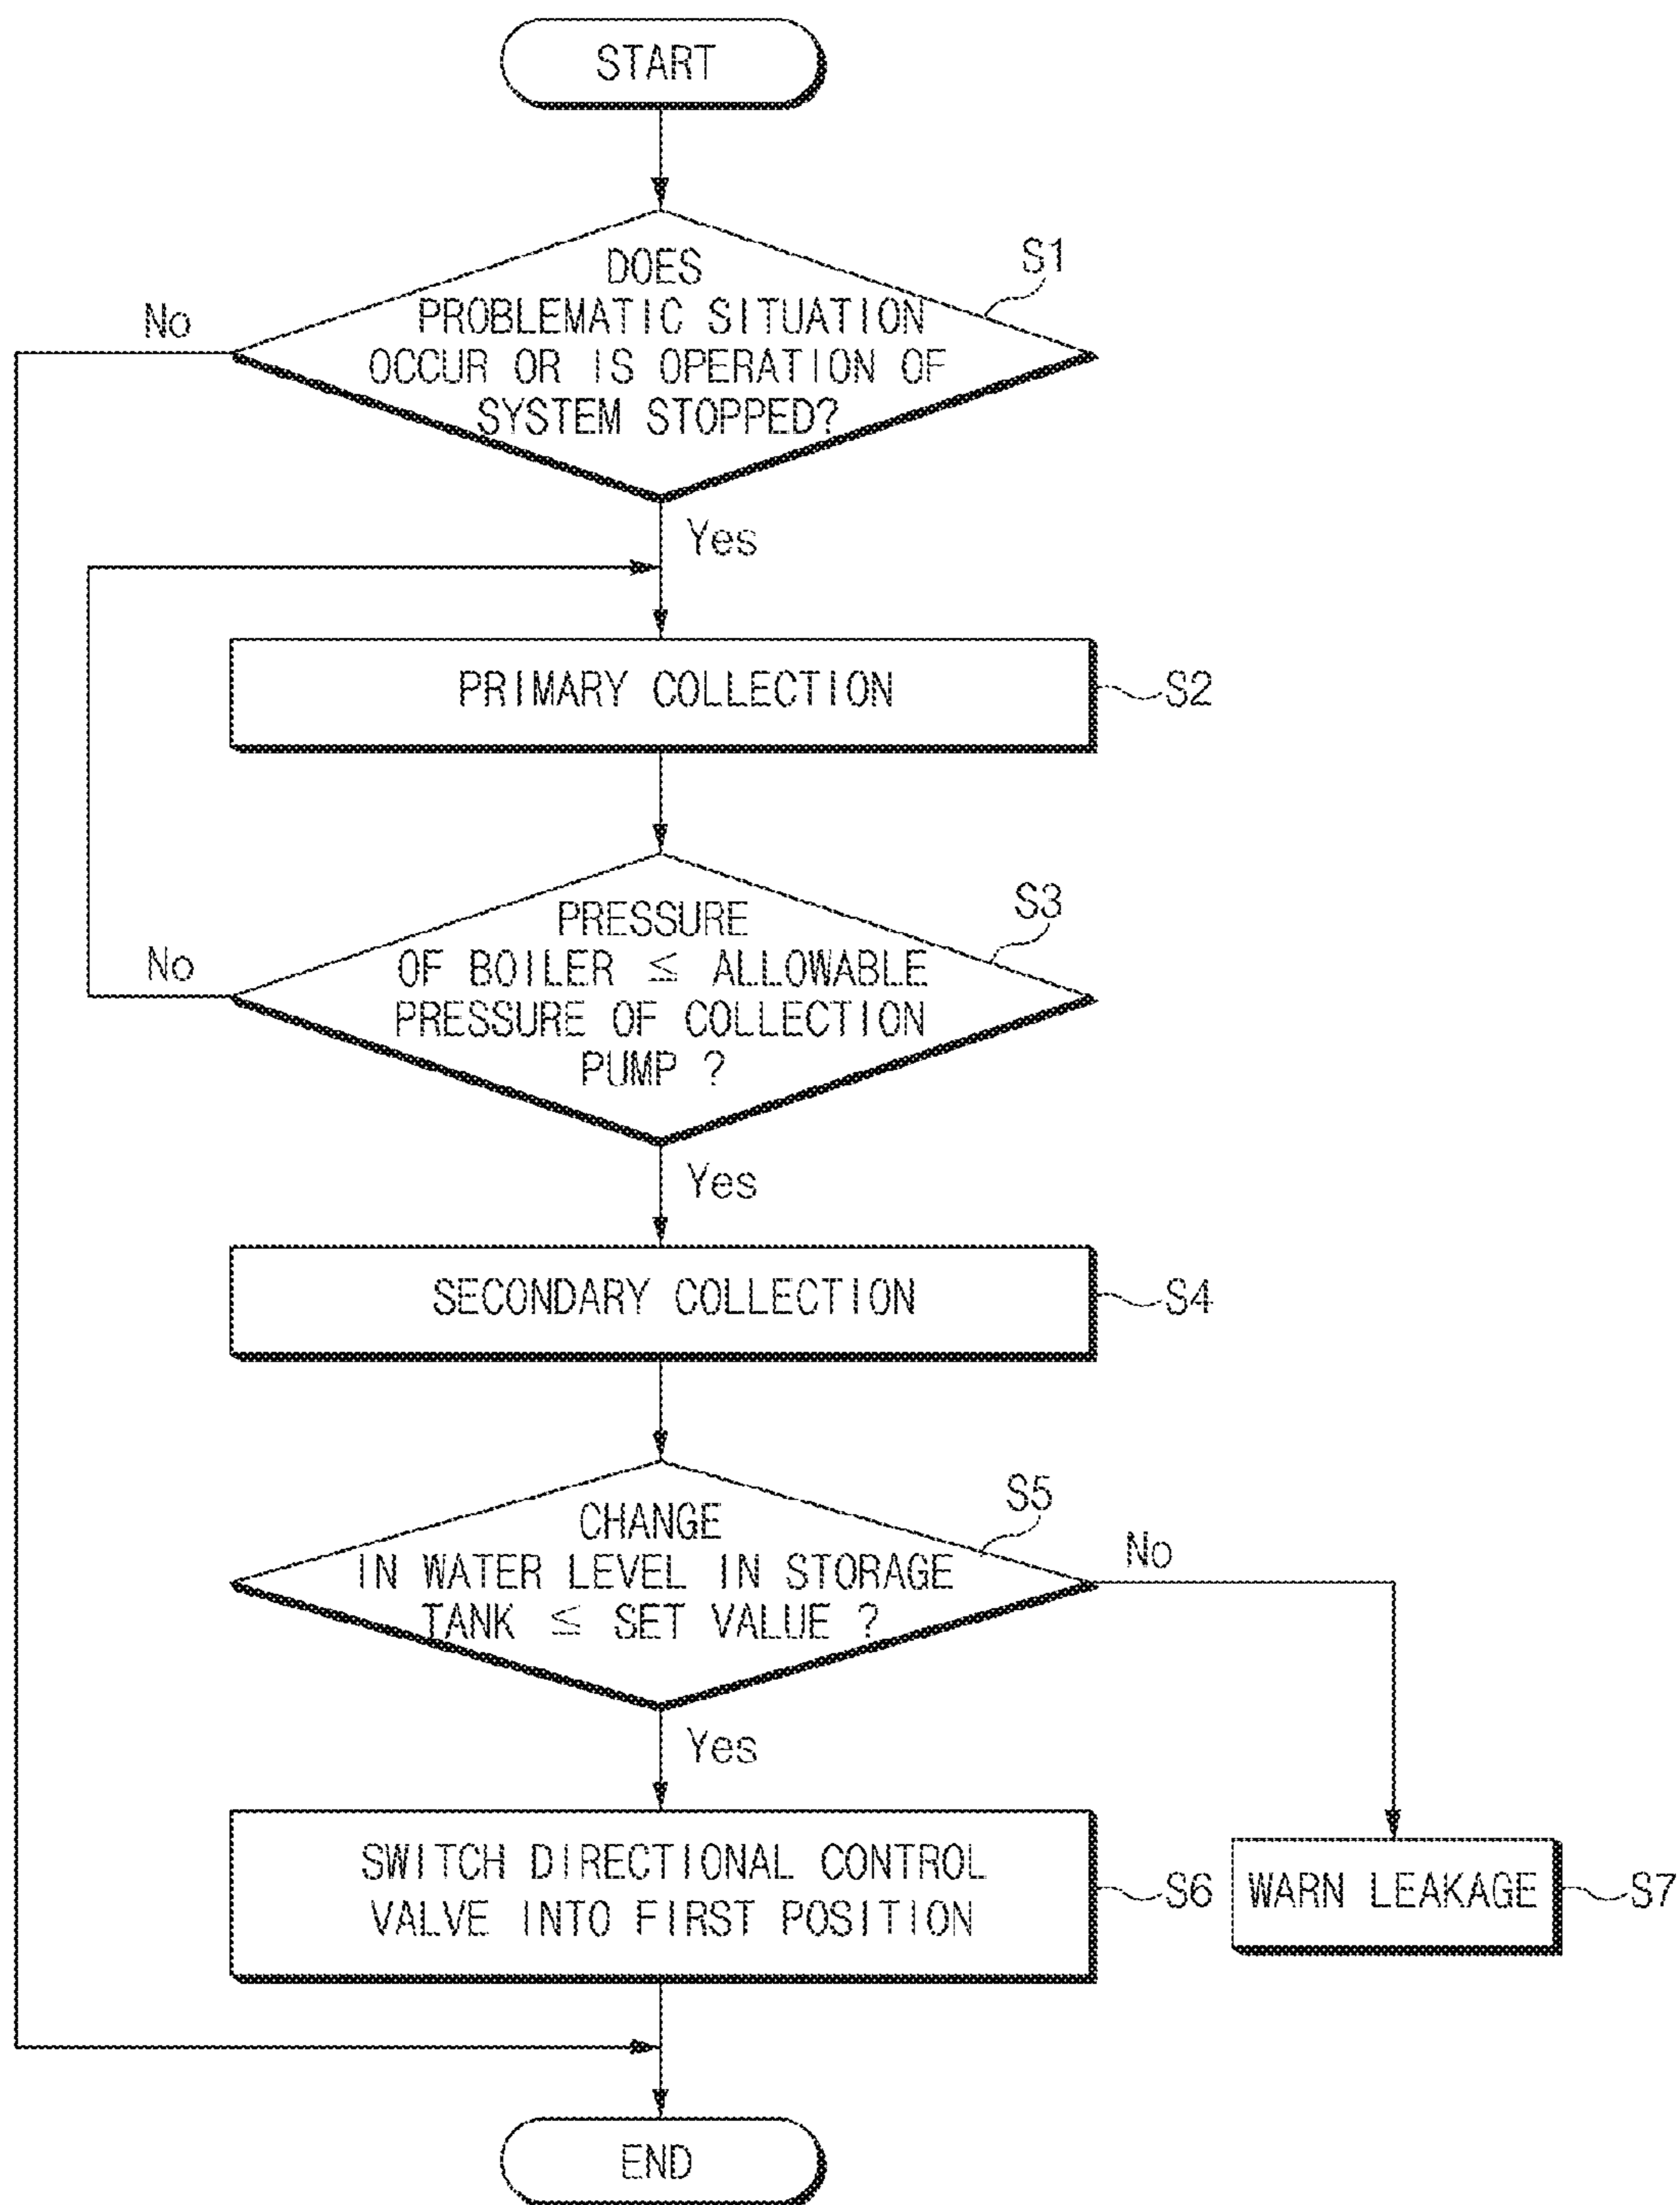 START
DOES
PROBLEMATIC SITUATION
OCCUR OR IS OPERATION OF
SYSTEM STOPPED?
S1
No
Yes
PRIMARY COLLECTION
S2
PRESSURE
OF BOILER ≦ ALLOWABLE
PRESSURE OF COLLECTION
PUMP ?
S3
No
Yes
SECONDARY COLLECTION
S4
CHANGE
IN WATER LEVEL IN STORAGE
TANK ≦ SET VALUE ?
S5
No
Yes
SWITCH DIRECTIONAL CONTROL
VALVE INTO FIRST POSITION
S6
WARN LEAKAGE
S7
END